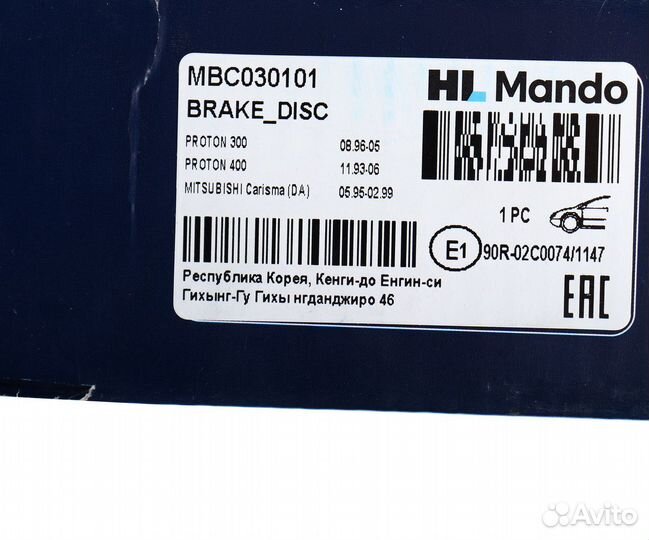 MBC030101
HL Mando
BRAKE_DISC
PROTON 300 08.96-05
PROTON 400 11.93-06
MITSUBISHI Carisma (DA) 05.95-02.99
1 PC
E1 90R-02C0074/1147
Республика Корея, Кенги-до Енгин-си
Гихынг-Гу Гихы нгданджиро 46
EAC
Avito